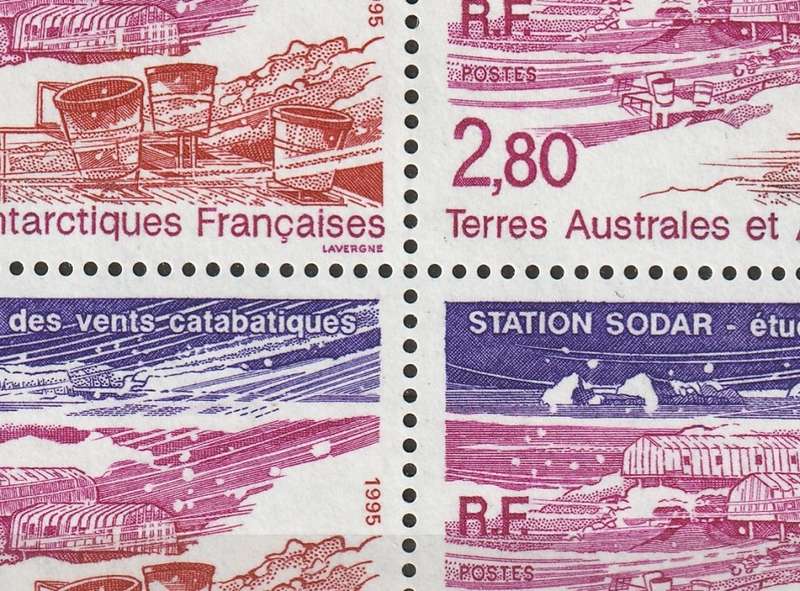 1995
ntarctiques Françaises
LAVERGNE
R.F.
POSTES
2,80
Terres Australes et A
des vents catabatiques
1995
STATION SODAR - étu
R.F.
POSTES